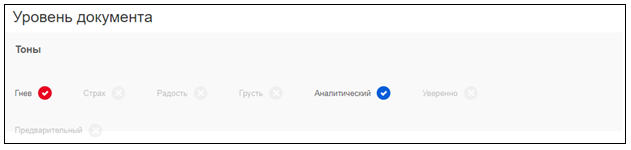 Уровень документа
Тоны
Гнев Страх Радость Грусть Аналитический Уверенно
Предварительный